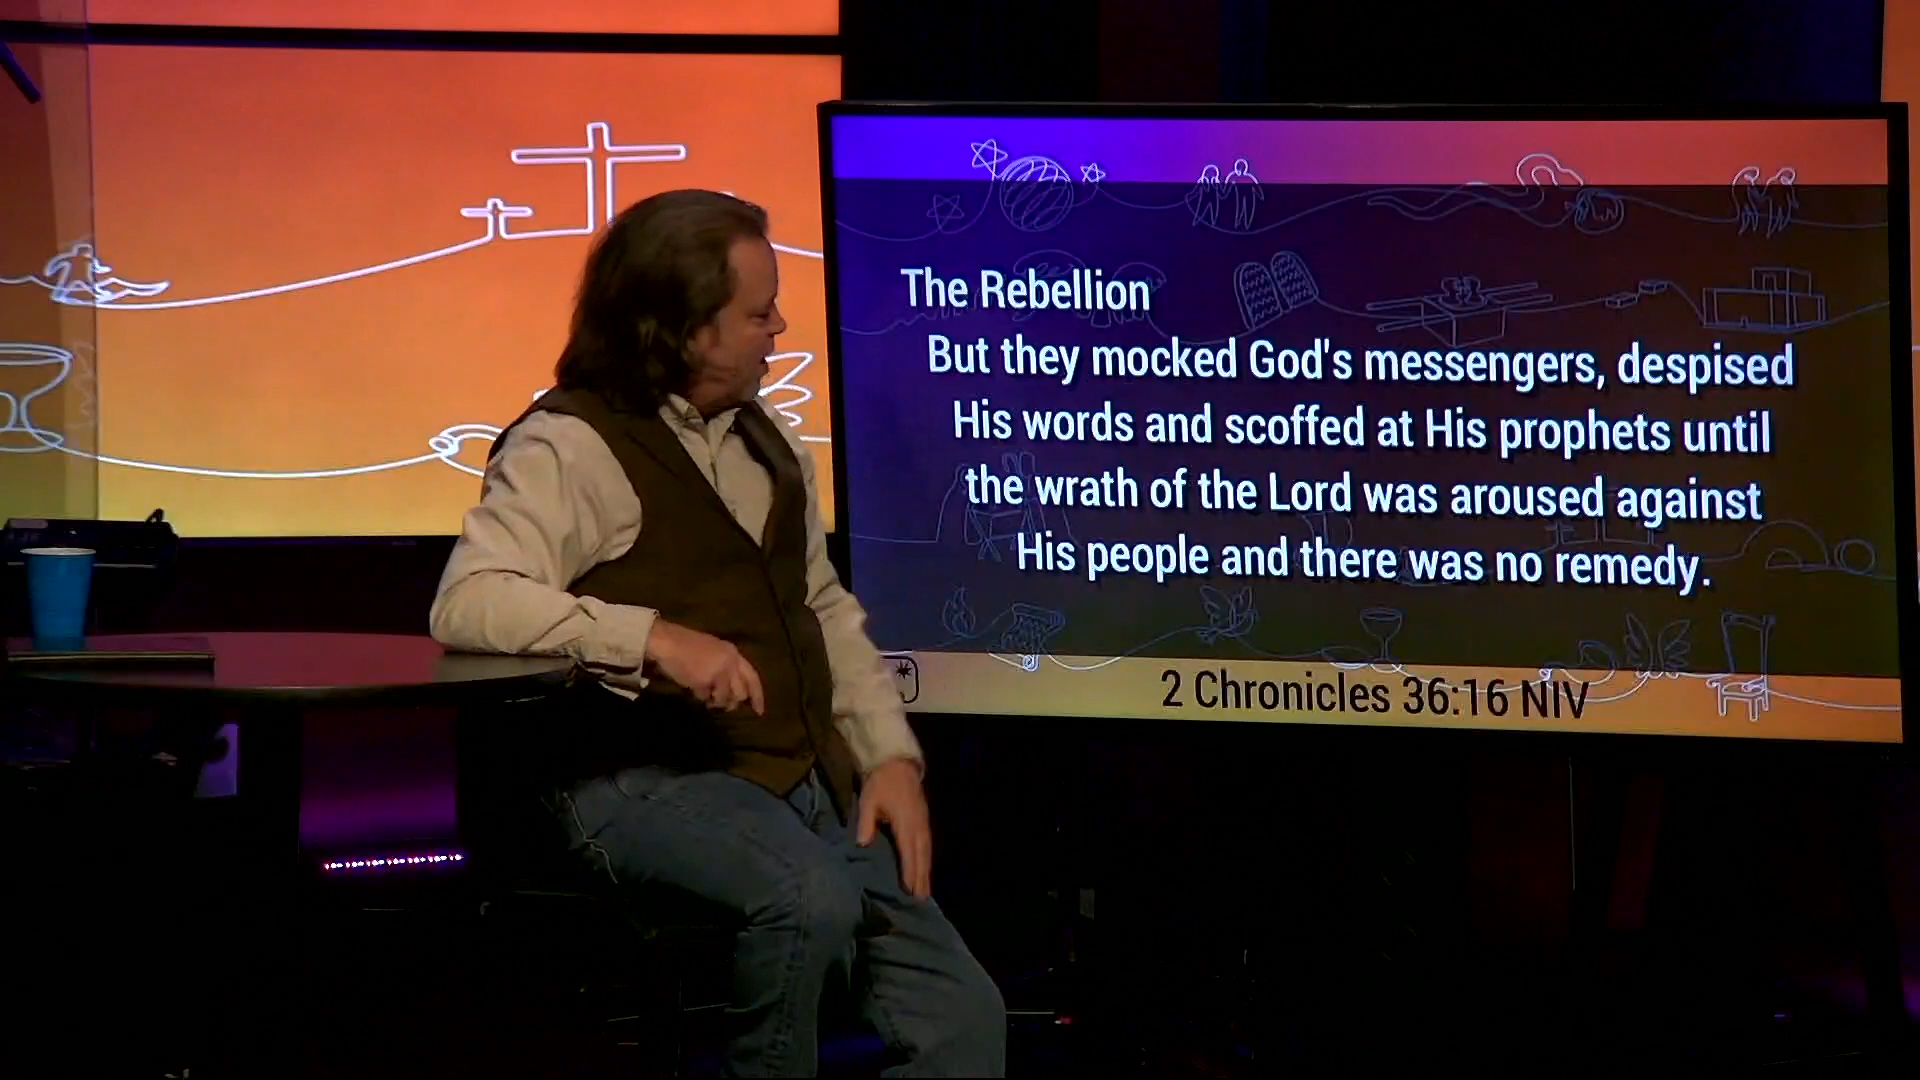 The Rebellion
But they mocked God's messengers, despised
His words and scoffed at His prophets until
the wrath of the Lord was aroused against
His people and there was no remedy.
2 Chronicles 36:16 NIV